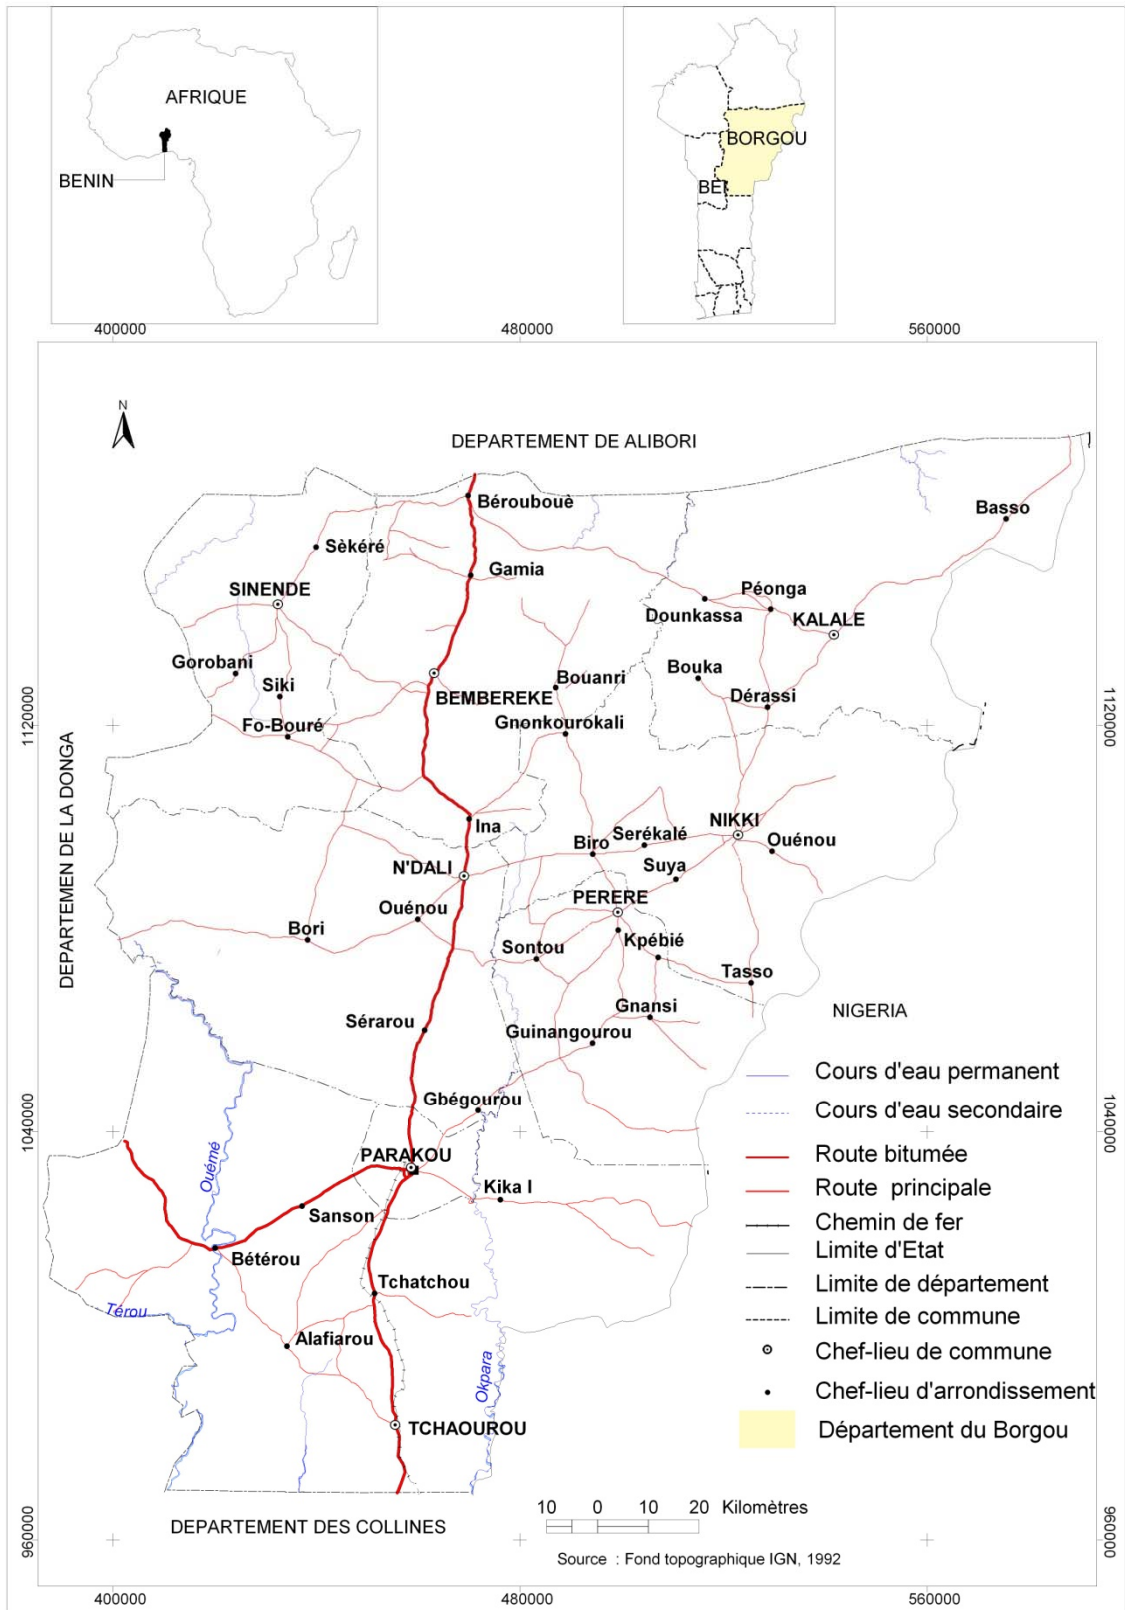 AFRIQUE
BENIN
BORGOU
BEI
400000
480000
560000
N
DEPARTEMENT DE ALIBORI
Béroubouè
Basso
Sèkéré
Gamia
SINENDE
Péonga
Dounkassa
KALALE
Gorobani
Bouka
Siki
Bouanri
BEMBEREKE
Dérassi
Gnonkourokali
Fo-Bouré
1120000
1120000
DEPARTEMEN DE LA DONGA
Ina
NIKKI
Serékalé
Biro
Ouénou
Suya
N'DALI
PERERE
Ouénou
Bori
Kpébié
Sontou
Tasso
Gnansi
NIGERIA
Sérarou
Guinangourou
Cours d'eau permanent
Gbégourou
Cours d'eau secondaire
1040000
1040000
Ouémé
PARAKOU
Route bitumée
Kika I
Route principale
Sanson
Chemin de fer
Bétérou
Limite d'Etat
Tchatchou
Limite de département
Térou
Limite de commune
Alafiarou
Chef-lieu de commune
Okpara
Chef-lieu d'arrondissement
TCHAOUROU
Département du Borgou
10 0 10 20 Kilomètres
DEPARTEMENT DES COLLINES
960000
960000
Source : Fond topographique IGN, 1992
400000
480000
560000